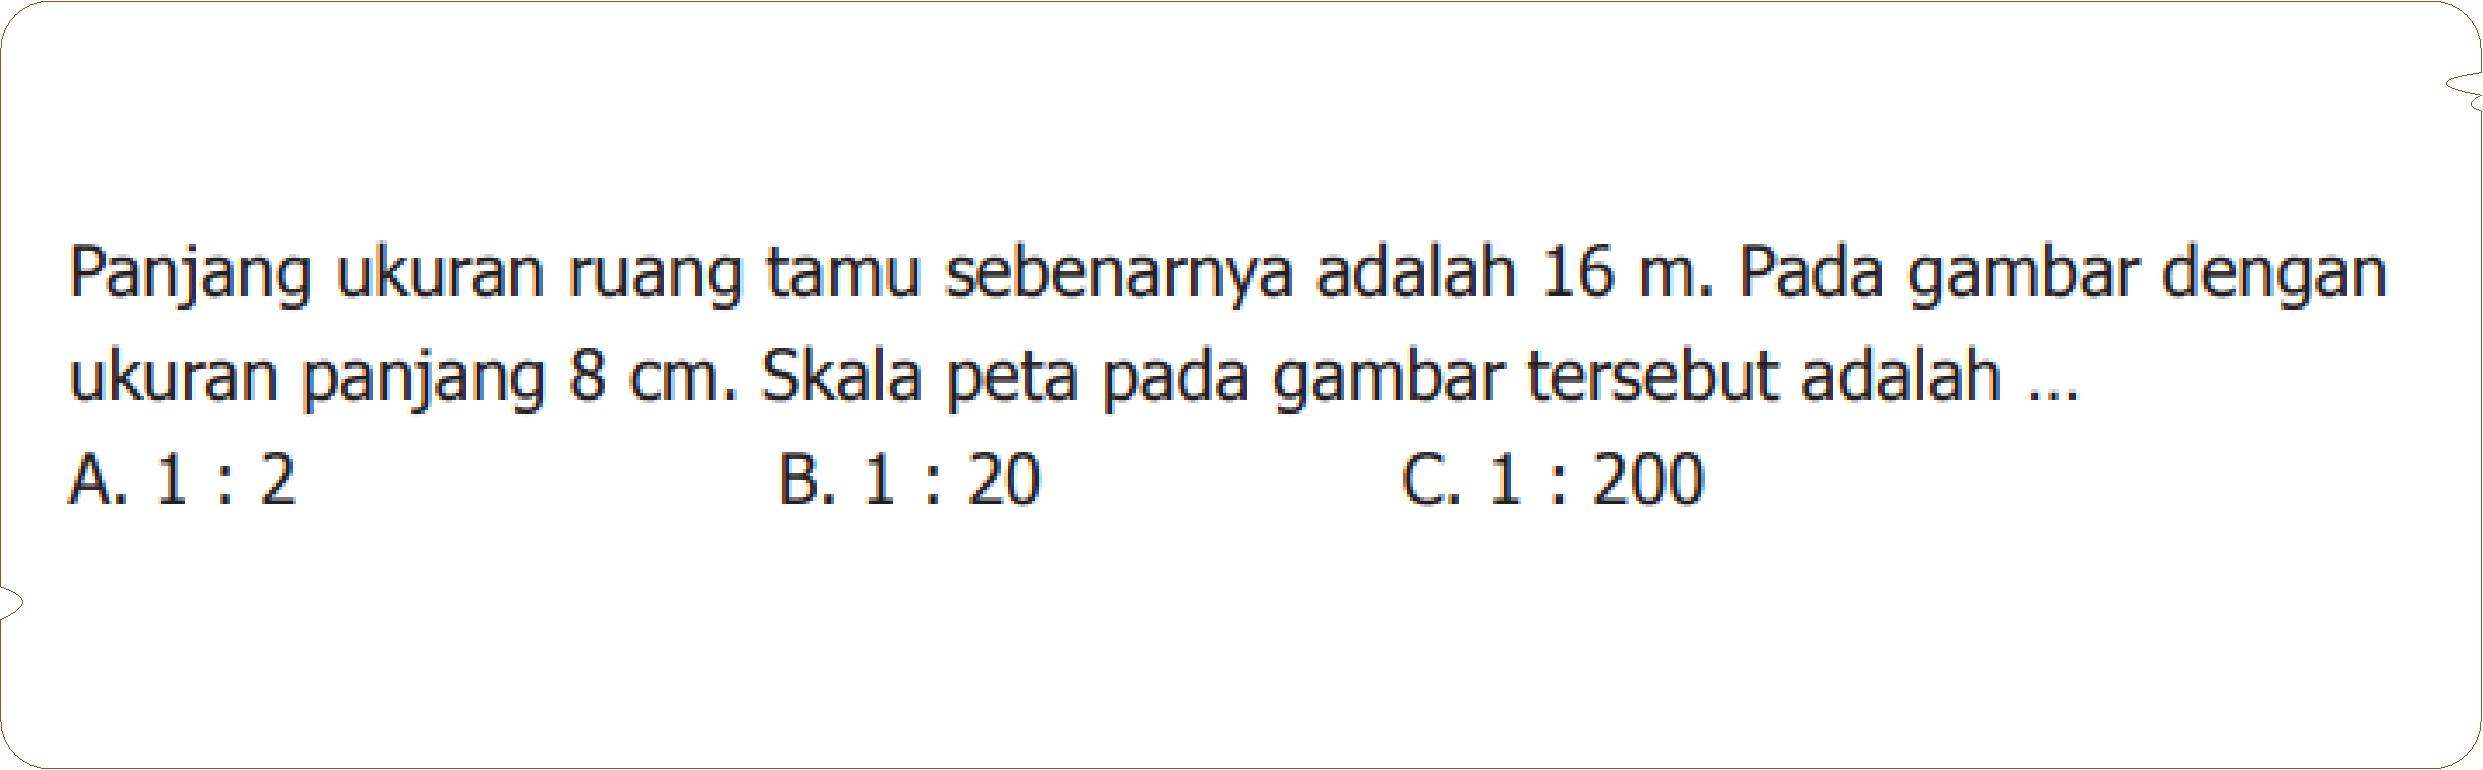 Panjang ukuran ruang tamu sebenarnya adalah 16 m. Pada gambar dengan
ukuran panjang 8 cm. Skala peta pada gambar tersebut adalah ...
A. 1 : 2 B. 1 : 20 C. 1 : 200